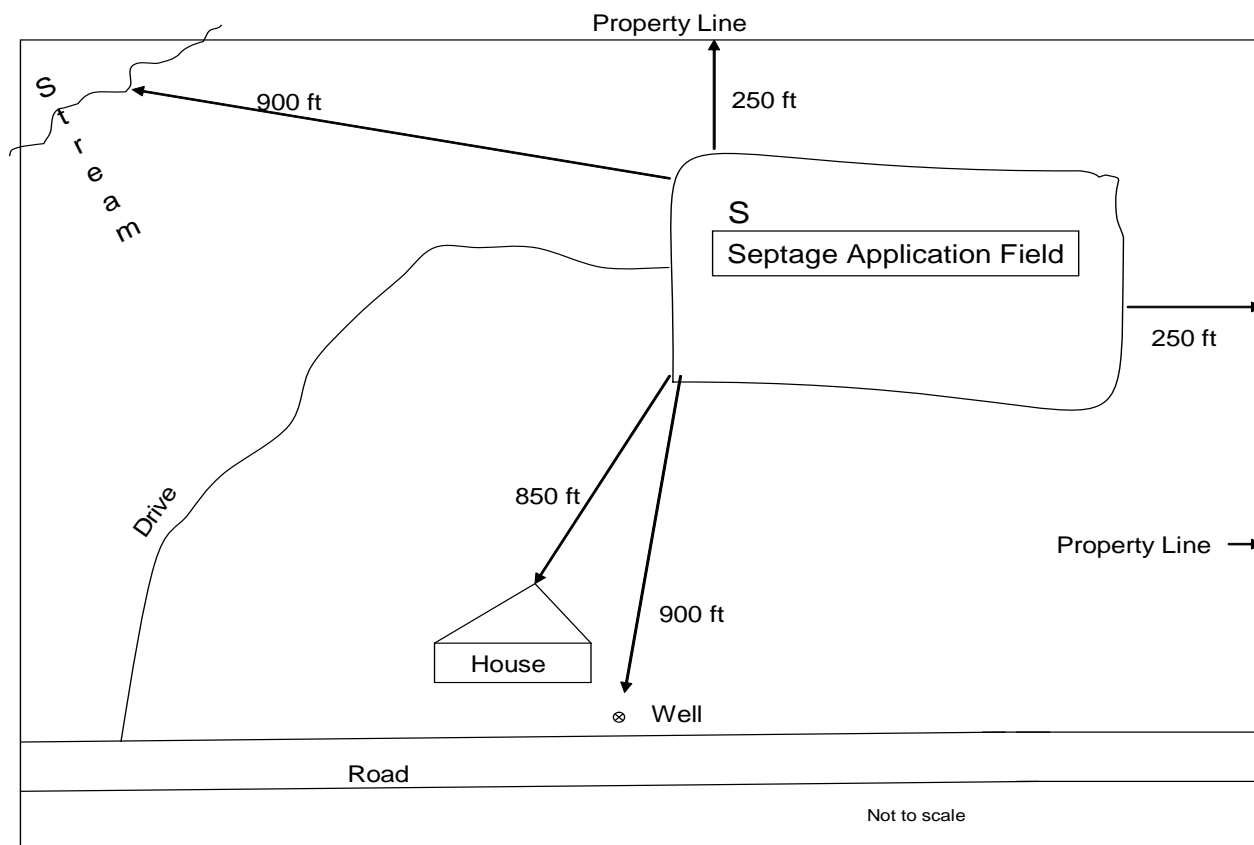 Property Line
900 ft
250 ft
Stream
S
Septage Application Field
250 ft
Drive
850 ft
Property Line
900 ft
House
Well
Road
Not to scale